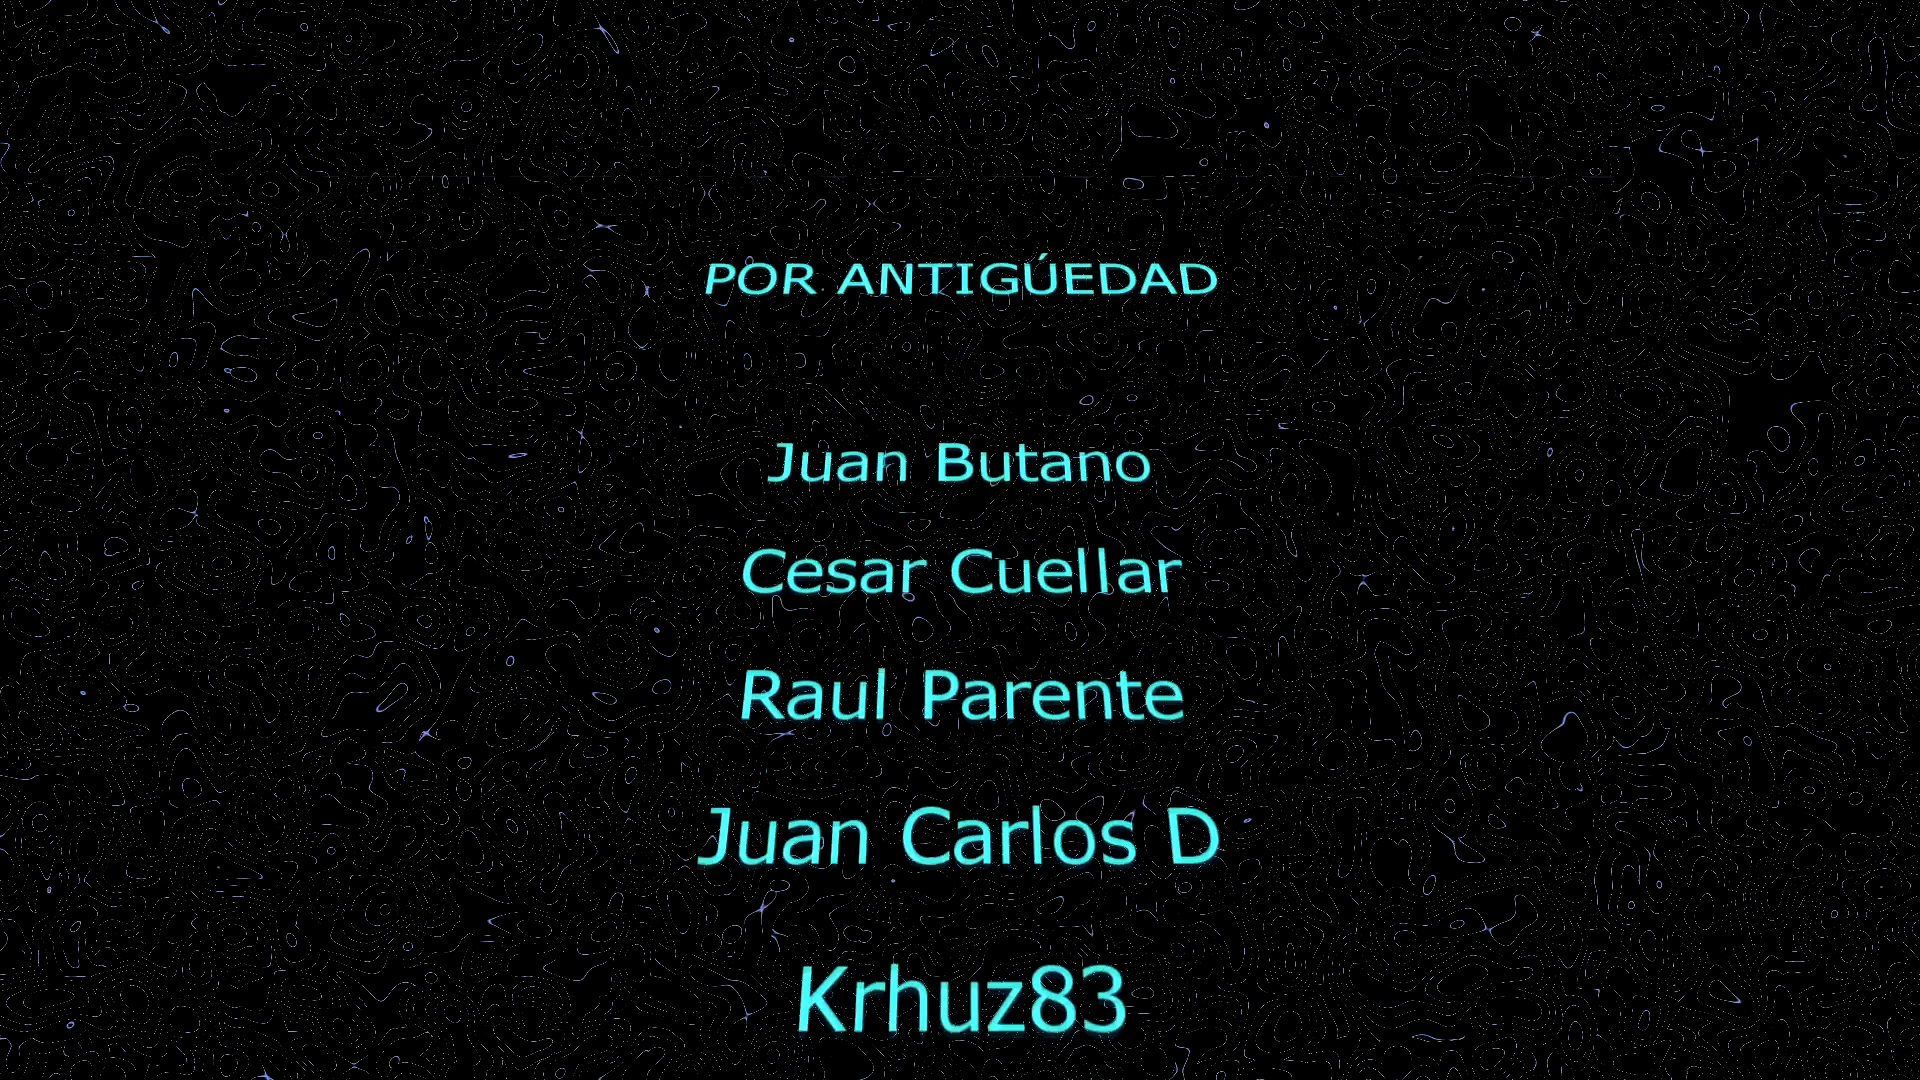 POR ANTIGÚEDAD
Juan Butano
Cesar Cuellar
Raul Parente
Juan Carlos D
Krhuz83